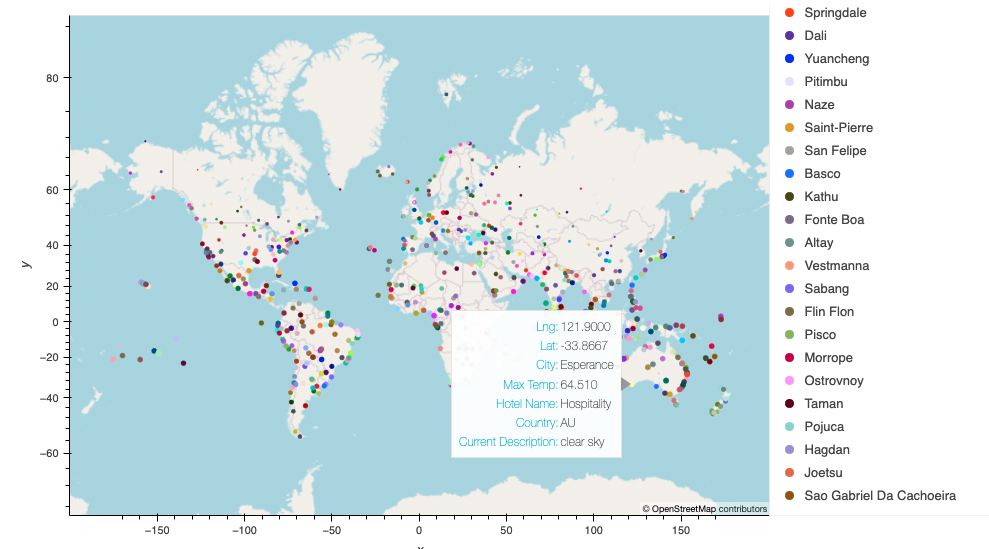 80
60
40
20
0
−20
−40
−60
y
−150
−100
−50
0
50
100
150
Lng: 121.9000
Lat: -33.8667
City: Esperance
Max Temp: 64.510
Hotel Name: Hospitality
Country: AU
Current Description: clear sky
© OpenStreetMap contributors
Springdale
Dali
Yuancheng
Pitimbu
Naze
Saint-Pierre
San Felipe
Basco
Kathu
Fonte Boa
Altay
Vestmanna
Sabang
Flin Flon
Pisco
Morrope
Ostrovnoy
Taman
Pojuca
Hagdan
Joetsu
Sao Gabriel Da Cachoeira